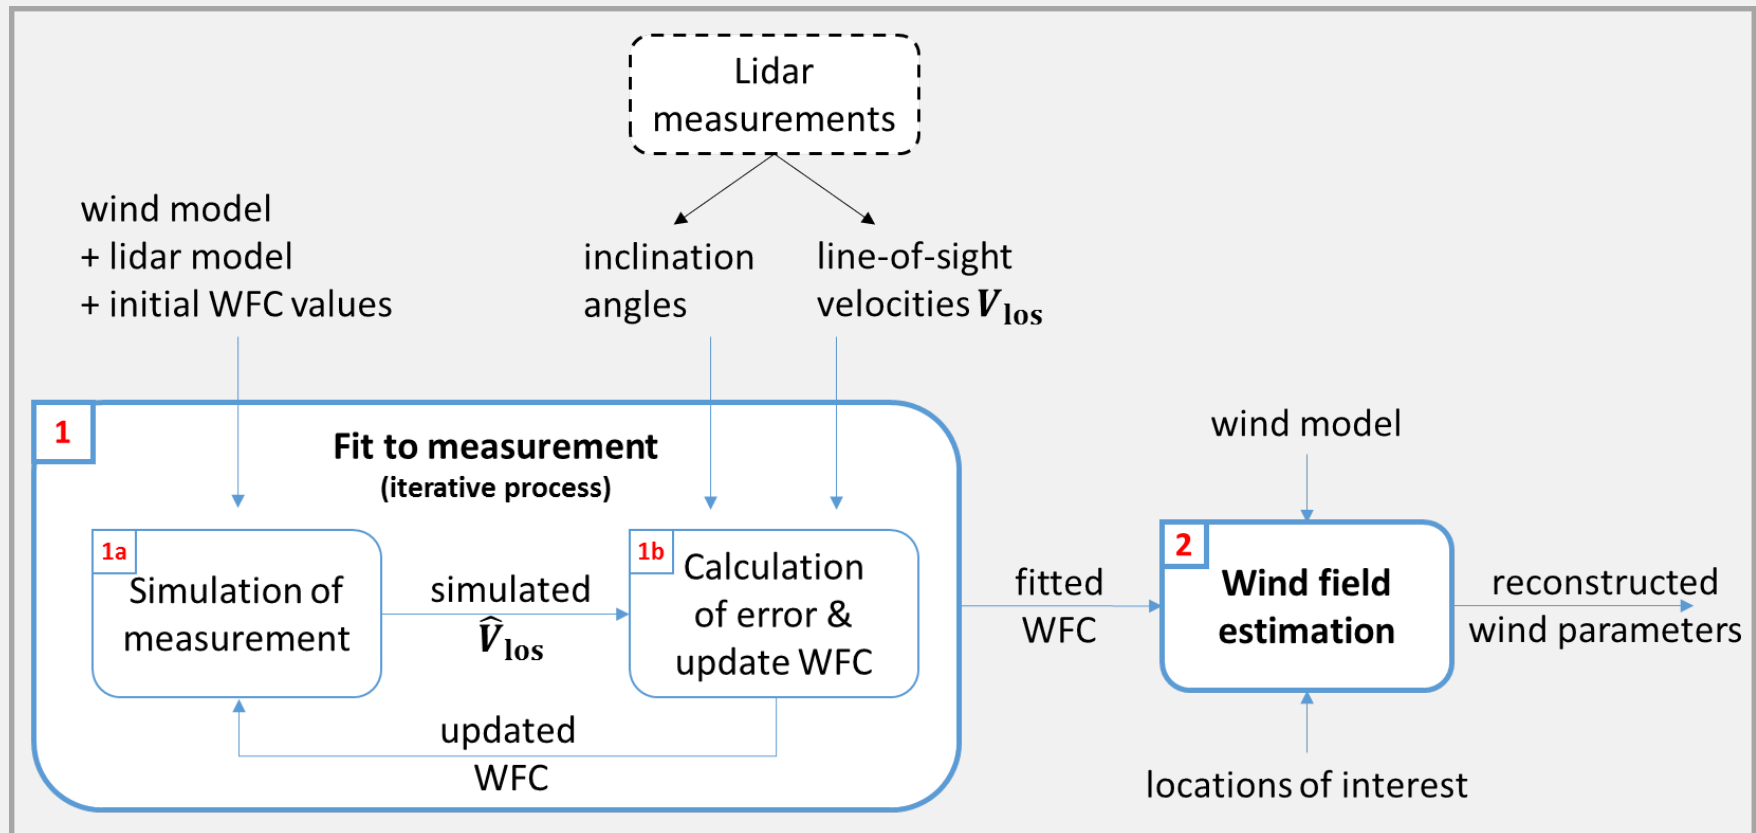 Lidar
measurements
wind model
+ lidar model
+ initial WFC values
inclination
angles
line-of-sight
velocities V_los
1
Fit to measurement
(iterative process)
1a
Simulation of
measurement
simulated
V̂_los
1b
Calculation
of error &
update WFC
updated
WFC
fitted
WFC
wind model
2
Wind field
estimation
locations of interest
reconstructed
wind parameters